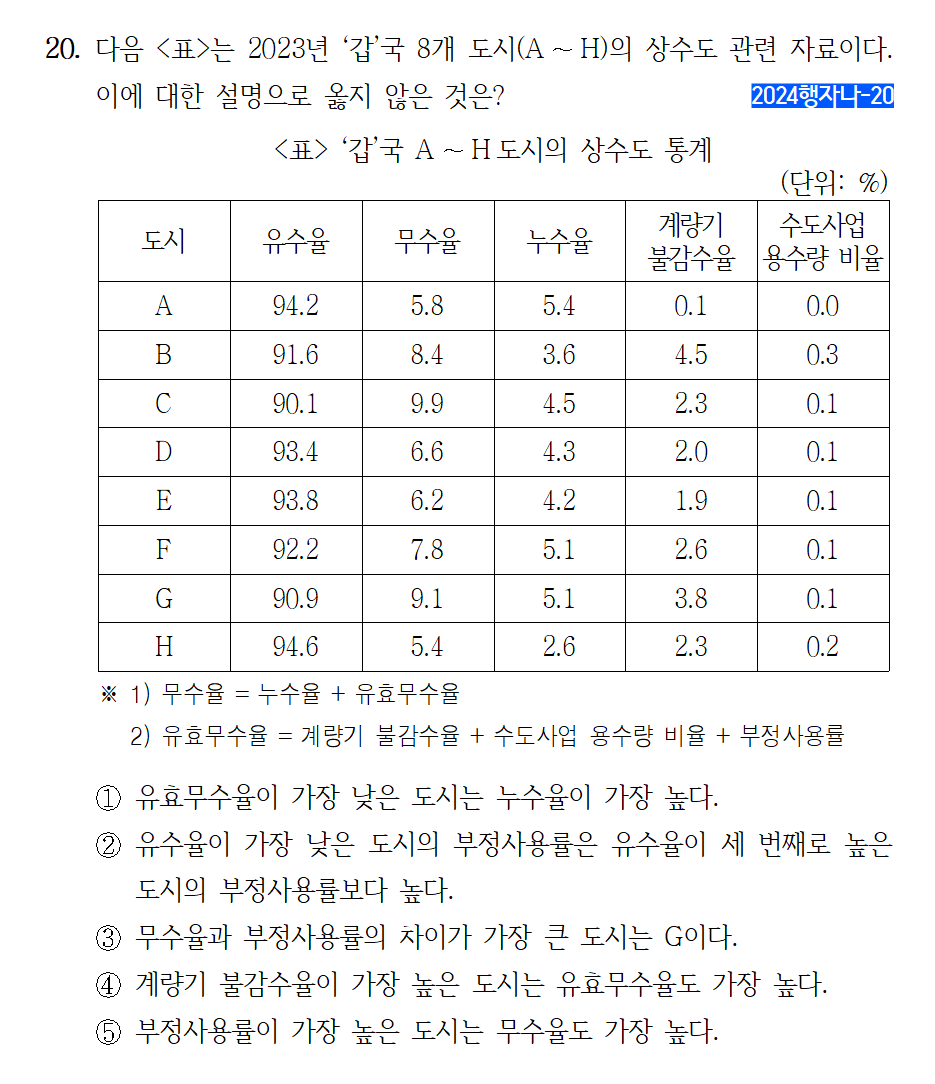 20. 다음 <표>는 2023년 ‘갑’국 8개 도시(A ~ H)의 상수도 관련 자료이다.
이에 대한 설명으로 옳지 않은 것은?
2024행자나-20
<표> ‘갑’국 A ~ H 도시의 상수도 통계
(단위: %)
도시 유수율 무수율 누수율 계량기 불감수율 수도사업 용수량 비율
A 94.2 5.8 5.4 0.1 0.0
B 91.6 8.4 3.6 4.5 0.3
C 90.1 9.9 4.5 2.3 0.1
D 93.4 6.6 4.3 2.0 0.1
E 93.8 6.2 4.2 1.9 0.1
F 92.2 7.8 5.1 2.6 0.1
G 90.9 9.1 5.1 3.8 0.1
H 94.6 5.4 2.6 2.3 0.2
※ 1) 무수율 = 누수율 + 유효무수율
2) 유효무수율 = 계량기 불감수율 + 수도사업 용수량 비율 + 부정사용률
① 유효무수율이 가장 낮은 도시는 누수율이 가장 높다.
② 유수율이 가장 낮은 도시의 부정사용률은 유수율이 세 번째로 높은
도시의 부정사용률보다 높다.
③ 무수율과 부정사용률의 차이가 가장 큰 도시는 G이다.
④ 계량기 불감수율이 가장 높은 도시는 유효무수율도 가장 높다.
⑤ 부정사용률이 가장 높은 도시는 무수율도 가장 높다.